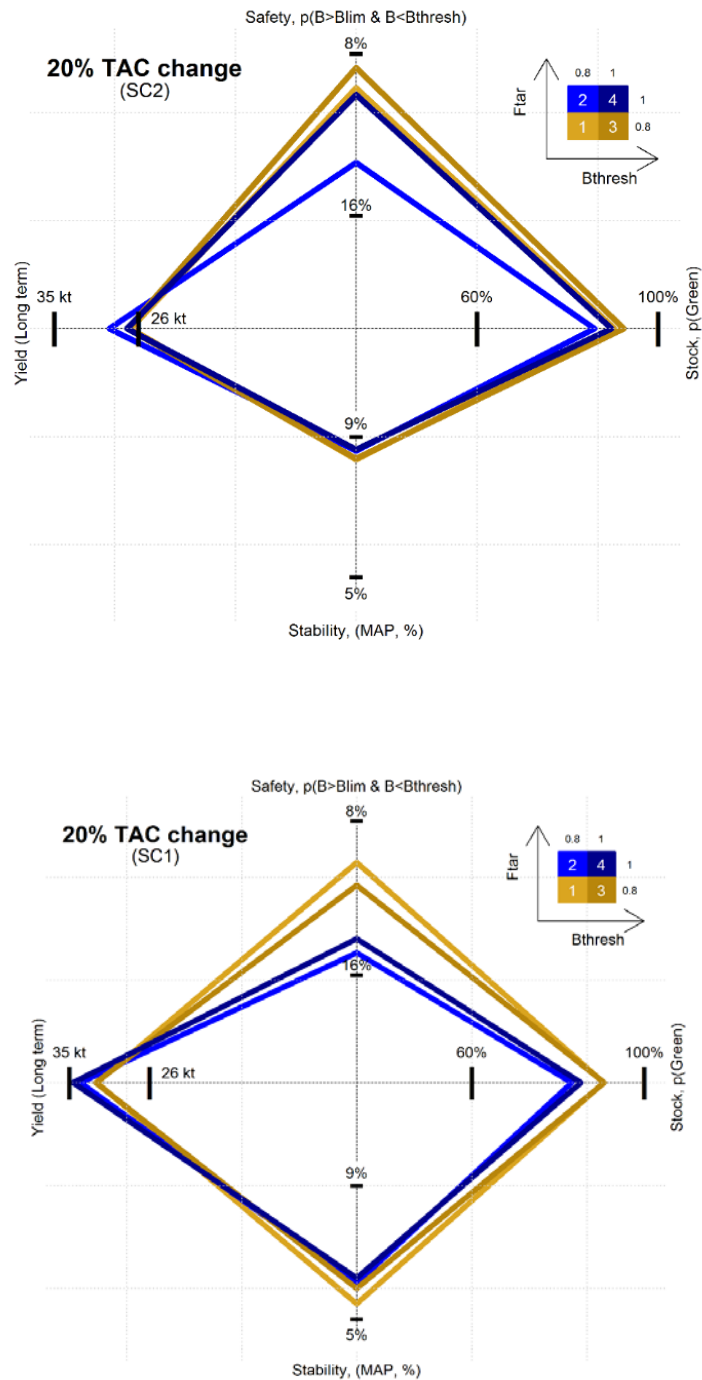 Safety, p(B>Blim & B<Bthresh)
8%
20% TAC change
(SC2)
Ftar
0.8 1
2 4 1
1 3 0.8
Bthresh
16%
35 kt
26 kt
60%
100%
Yield (Long term)
Stock, p(Green)
9%
5%
Stability, (MAP, %)
Safety, p(B>Blim & B<Bthresh)
8%
20% TAC change
(SC1)
Ftar
0.8 1
2 4 1
1 3 0.8
Bthresh
16%
35 kt
26 kt
60%
100%
Yield (Long term)
Stock, p(Green)
9%
5%
Stability, (MAP, %)